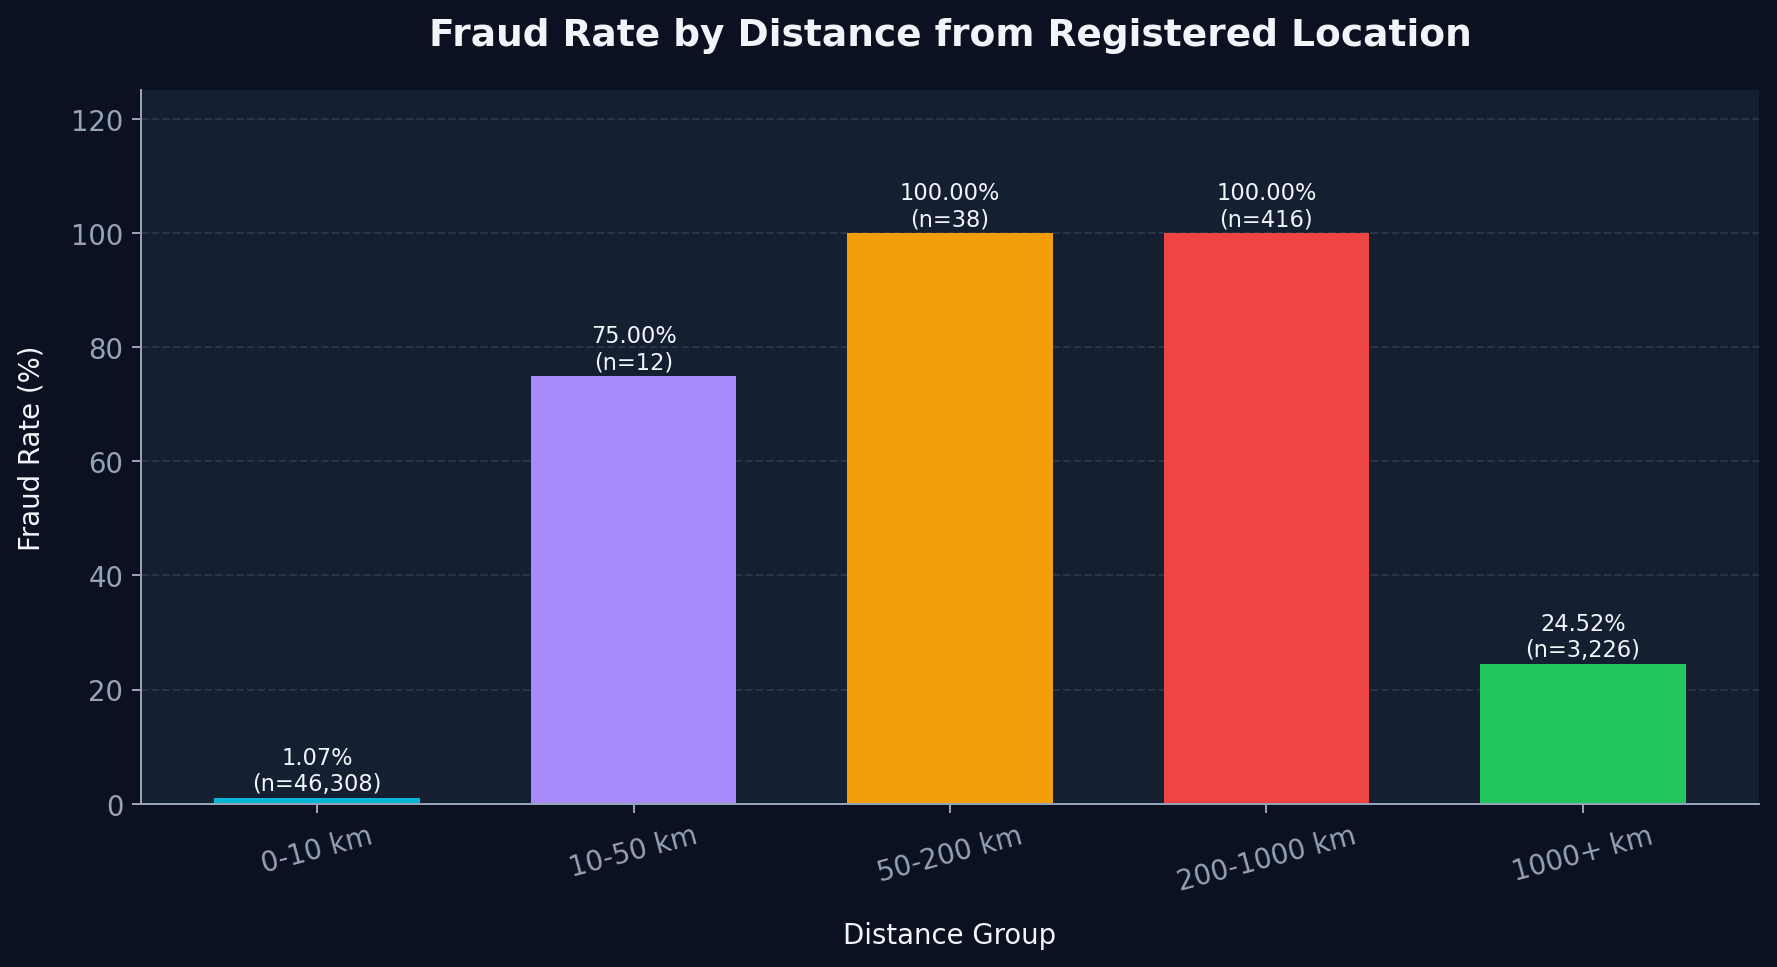 Fraud Rate by Distance from Registered Location
Fraud Rate (%)
120
100
80
60
40
20
0
1.07%
(n=46,308)
75.00%
(n=12)
100.00%
(n=38)
100.00%
(n=416)
24.52%
(n=3,226)
0-10 km
10-50 km
50-200 km
200-1000 km
1000+ km
Distance Group